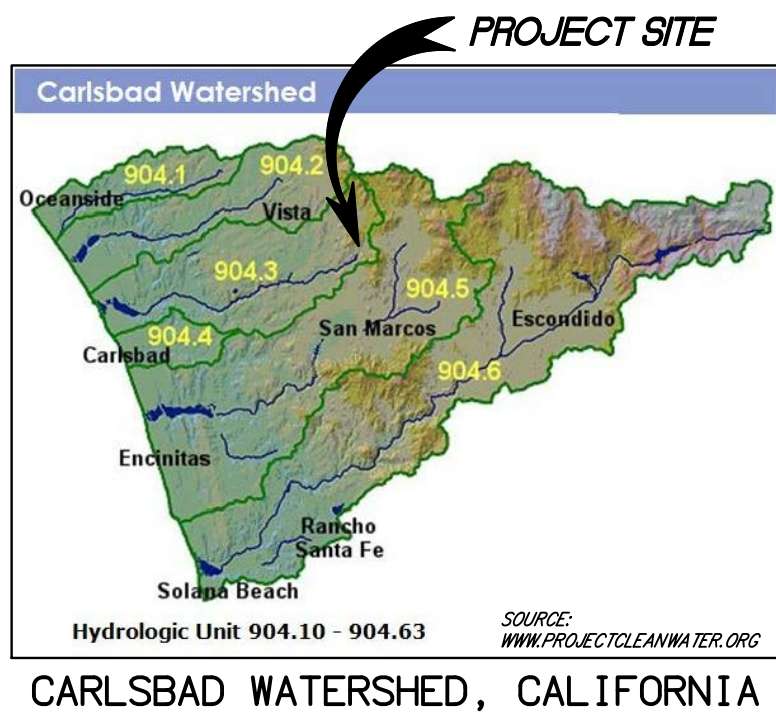 PROJECT SITE
Carlsbad Watershed
904.1
904.2
Oceanside
Vista
904.3
904.5
904.4
San Marcos
Escondido
Carlsbad
904.6
Encinitas
Rancho
Santa Fe
Solana Beach
Hydrologic Unit 904.10 - 904.63
SOURCE:
WWW.PROJECTCLEANWATER.ORG
CARLSBAD WATERSHED, CALIFORNIA